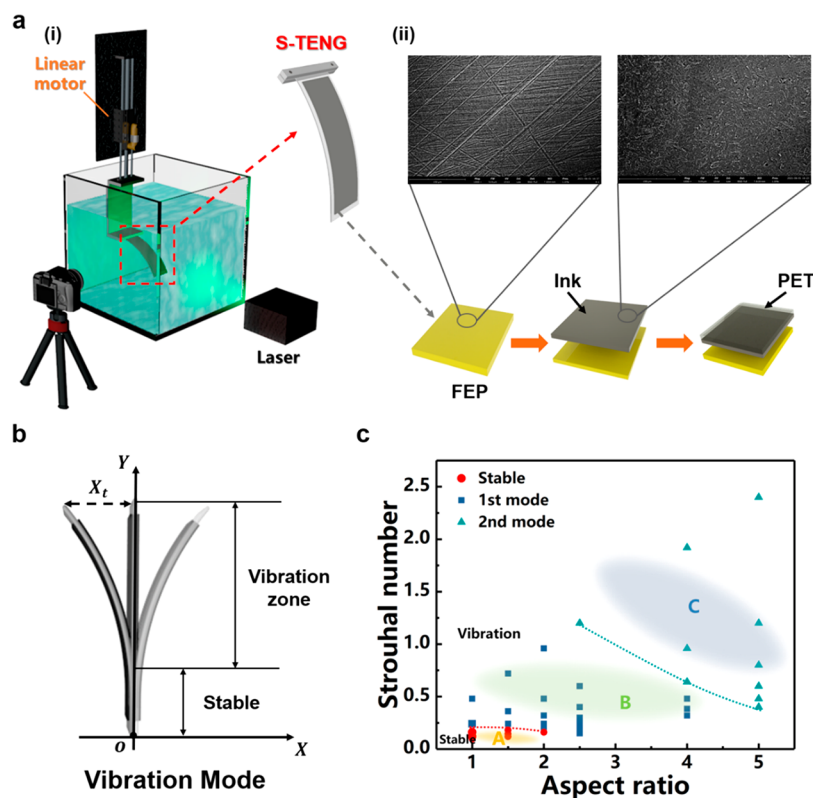 a
(i)
Linear
motor
S-TENG
Laser
(ii)
Ink
PET
FEP
b
Y
X_t
Vibration
zone
Stable
O
X
Vibration Mode
c
Strouhal number
2.5
2.0
1.5
1.0
0.5
0.0
Stable
1st mode
2nd mode
Vibration
Stable
A
B
C
1
2
3
4
5
Aspect ratio